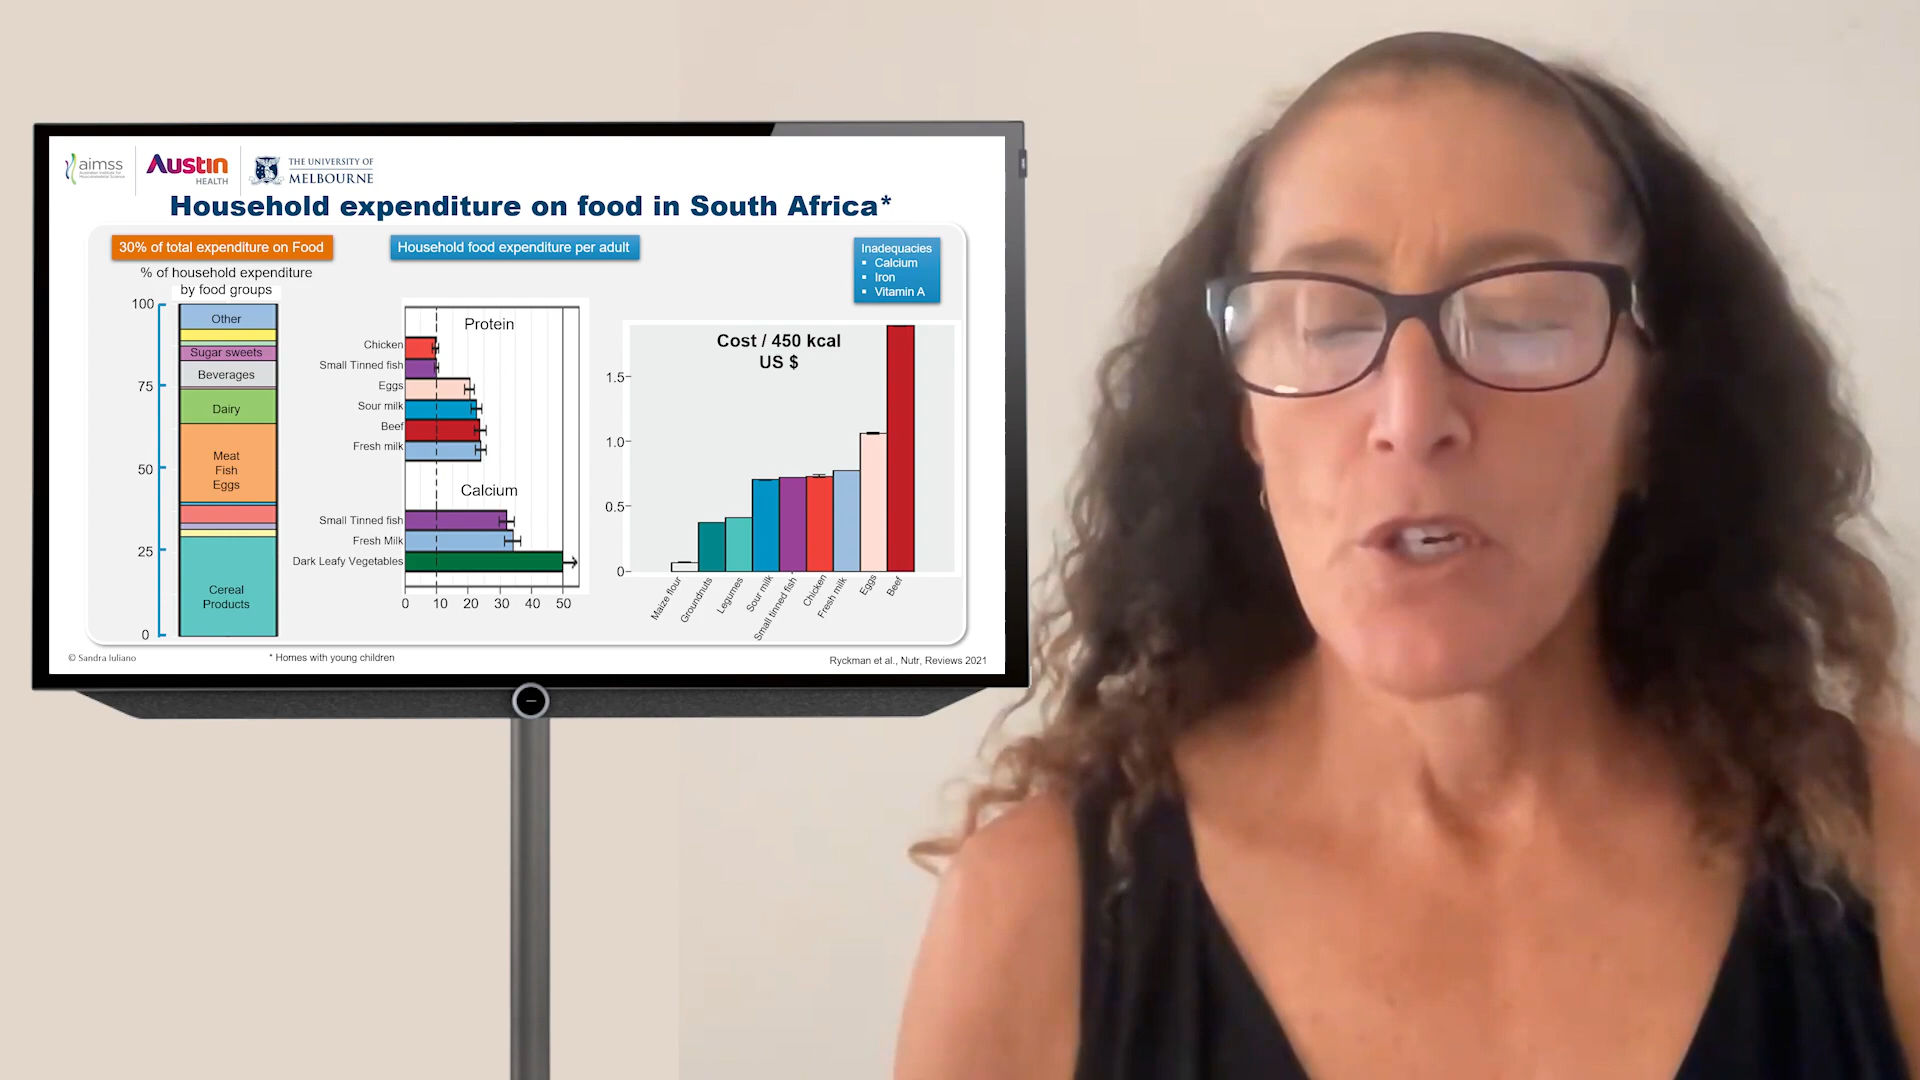 aimss
Austin
HEALTH
THE UNIVERSITY OF
MELBOURNE
Household expenditure on food in South Africa*
30% of total expenditure on Food
% of household expenditure
by food groups
100
75
50
25
0
Other
Sugar sweets
Beverages
Dairy
Meat
Fish
Eggs
Cereal
Products
Household food expenditure per adult
Protein
Chicken
Small Tinned fish
Eggs
Sour milk
Beef
Fresh milk
Calcium
Small Tinned fish
Fresh Milk
Dark Leafy Vegetables
0 10 20 30 40 50
Inadequacies
▪ Calcium
▪ Iron
▪ Vitamin A
Cost / 450 kcal
US $
1.5
1.0
0.5
0
Maize flour
Groundnuts
Legumes
Sour milk
Small tinned fish
Chicken
Fresh milk
Eggs
Beef
© Sandra Iuliano
* Homes with young children
Ryckman et al., Nutr, Reviews 2021